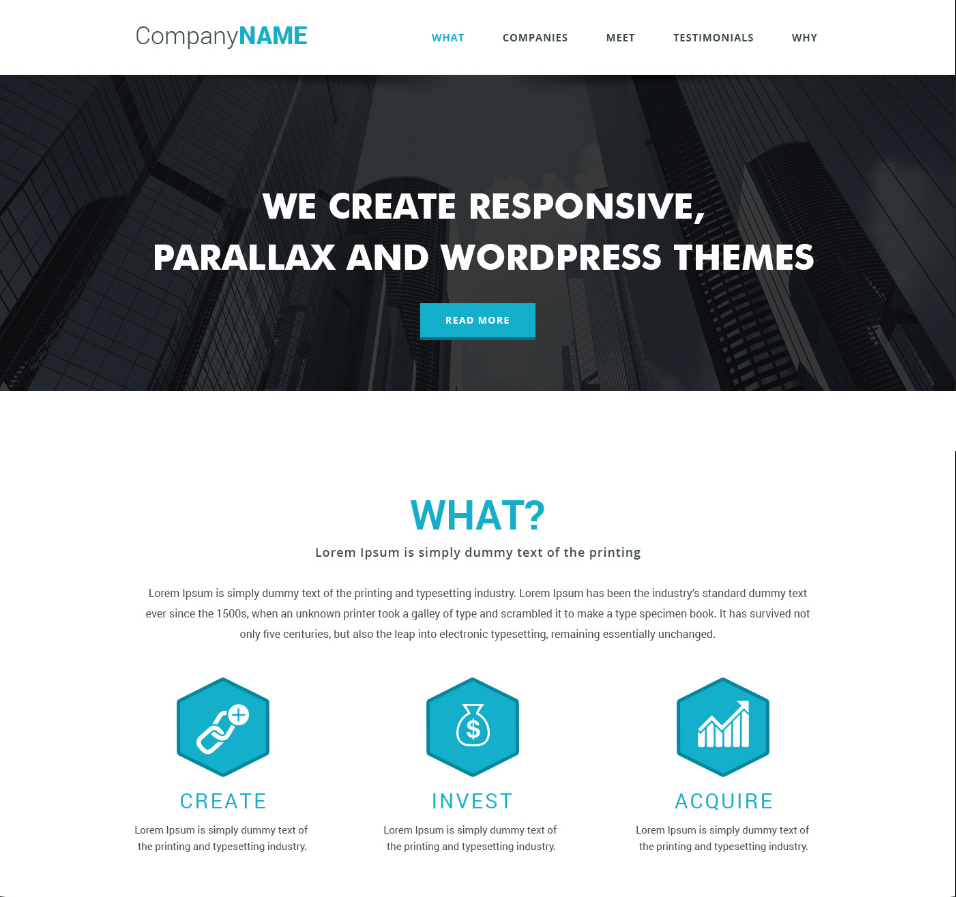 CompanyNAME
WHAT COMPANIES MEET TESTIMONIALS WHY
WE CREATE RESPONSIVE,
PARALLAX AND WORDPRESS THEMES
READ MORE
WHAT?
Lorem Ipsum is simply dummy text of the printing
Lorem Ipsum is simply dummy text of the printing and typesetting industry. Lorem Ipsum has been the industry's standard dummy text
ever since the 1500s, when an unknown printer took a galley of type and scrambled it to make a type specimen book. It has survived not
only five centuries, but also the leap into electronic typesetting, remaining essentially unchanged.
$
CREATE
Lorem Ipsum is simply dummy text of
the printing and typesetting industry.
INVEST
Lorem Ipsum is simply dummy text of
the printing and typesetting industry.
ACQUIRE
Lorem Ipsum is simply dummy text of
the printing and typesetting industry.